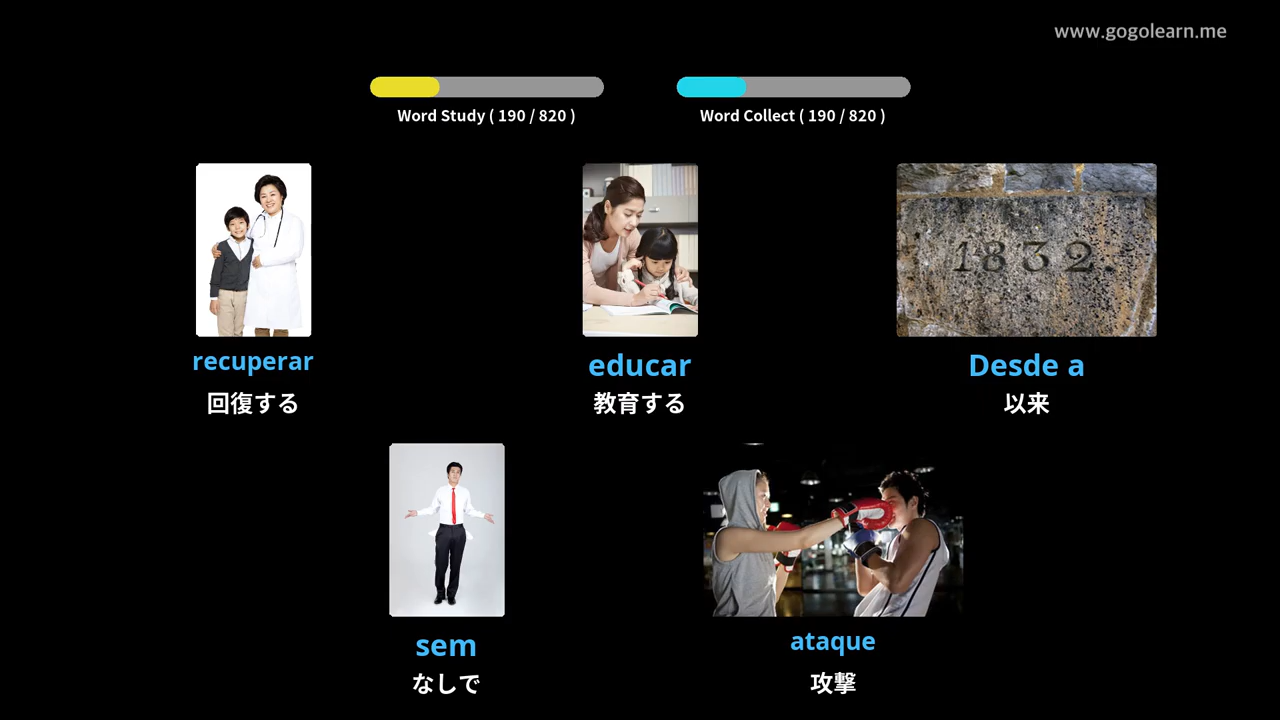 www.gogolearn.me
Word Study ( 190 / 820 )
Word Collect ( 190 / 820 )
1832.
recuperar
回復する
educar
教育する
Desde a
以来
sem
なしで
ataque
攻撃